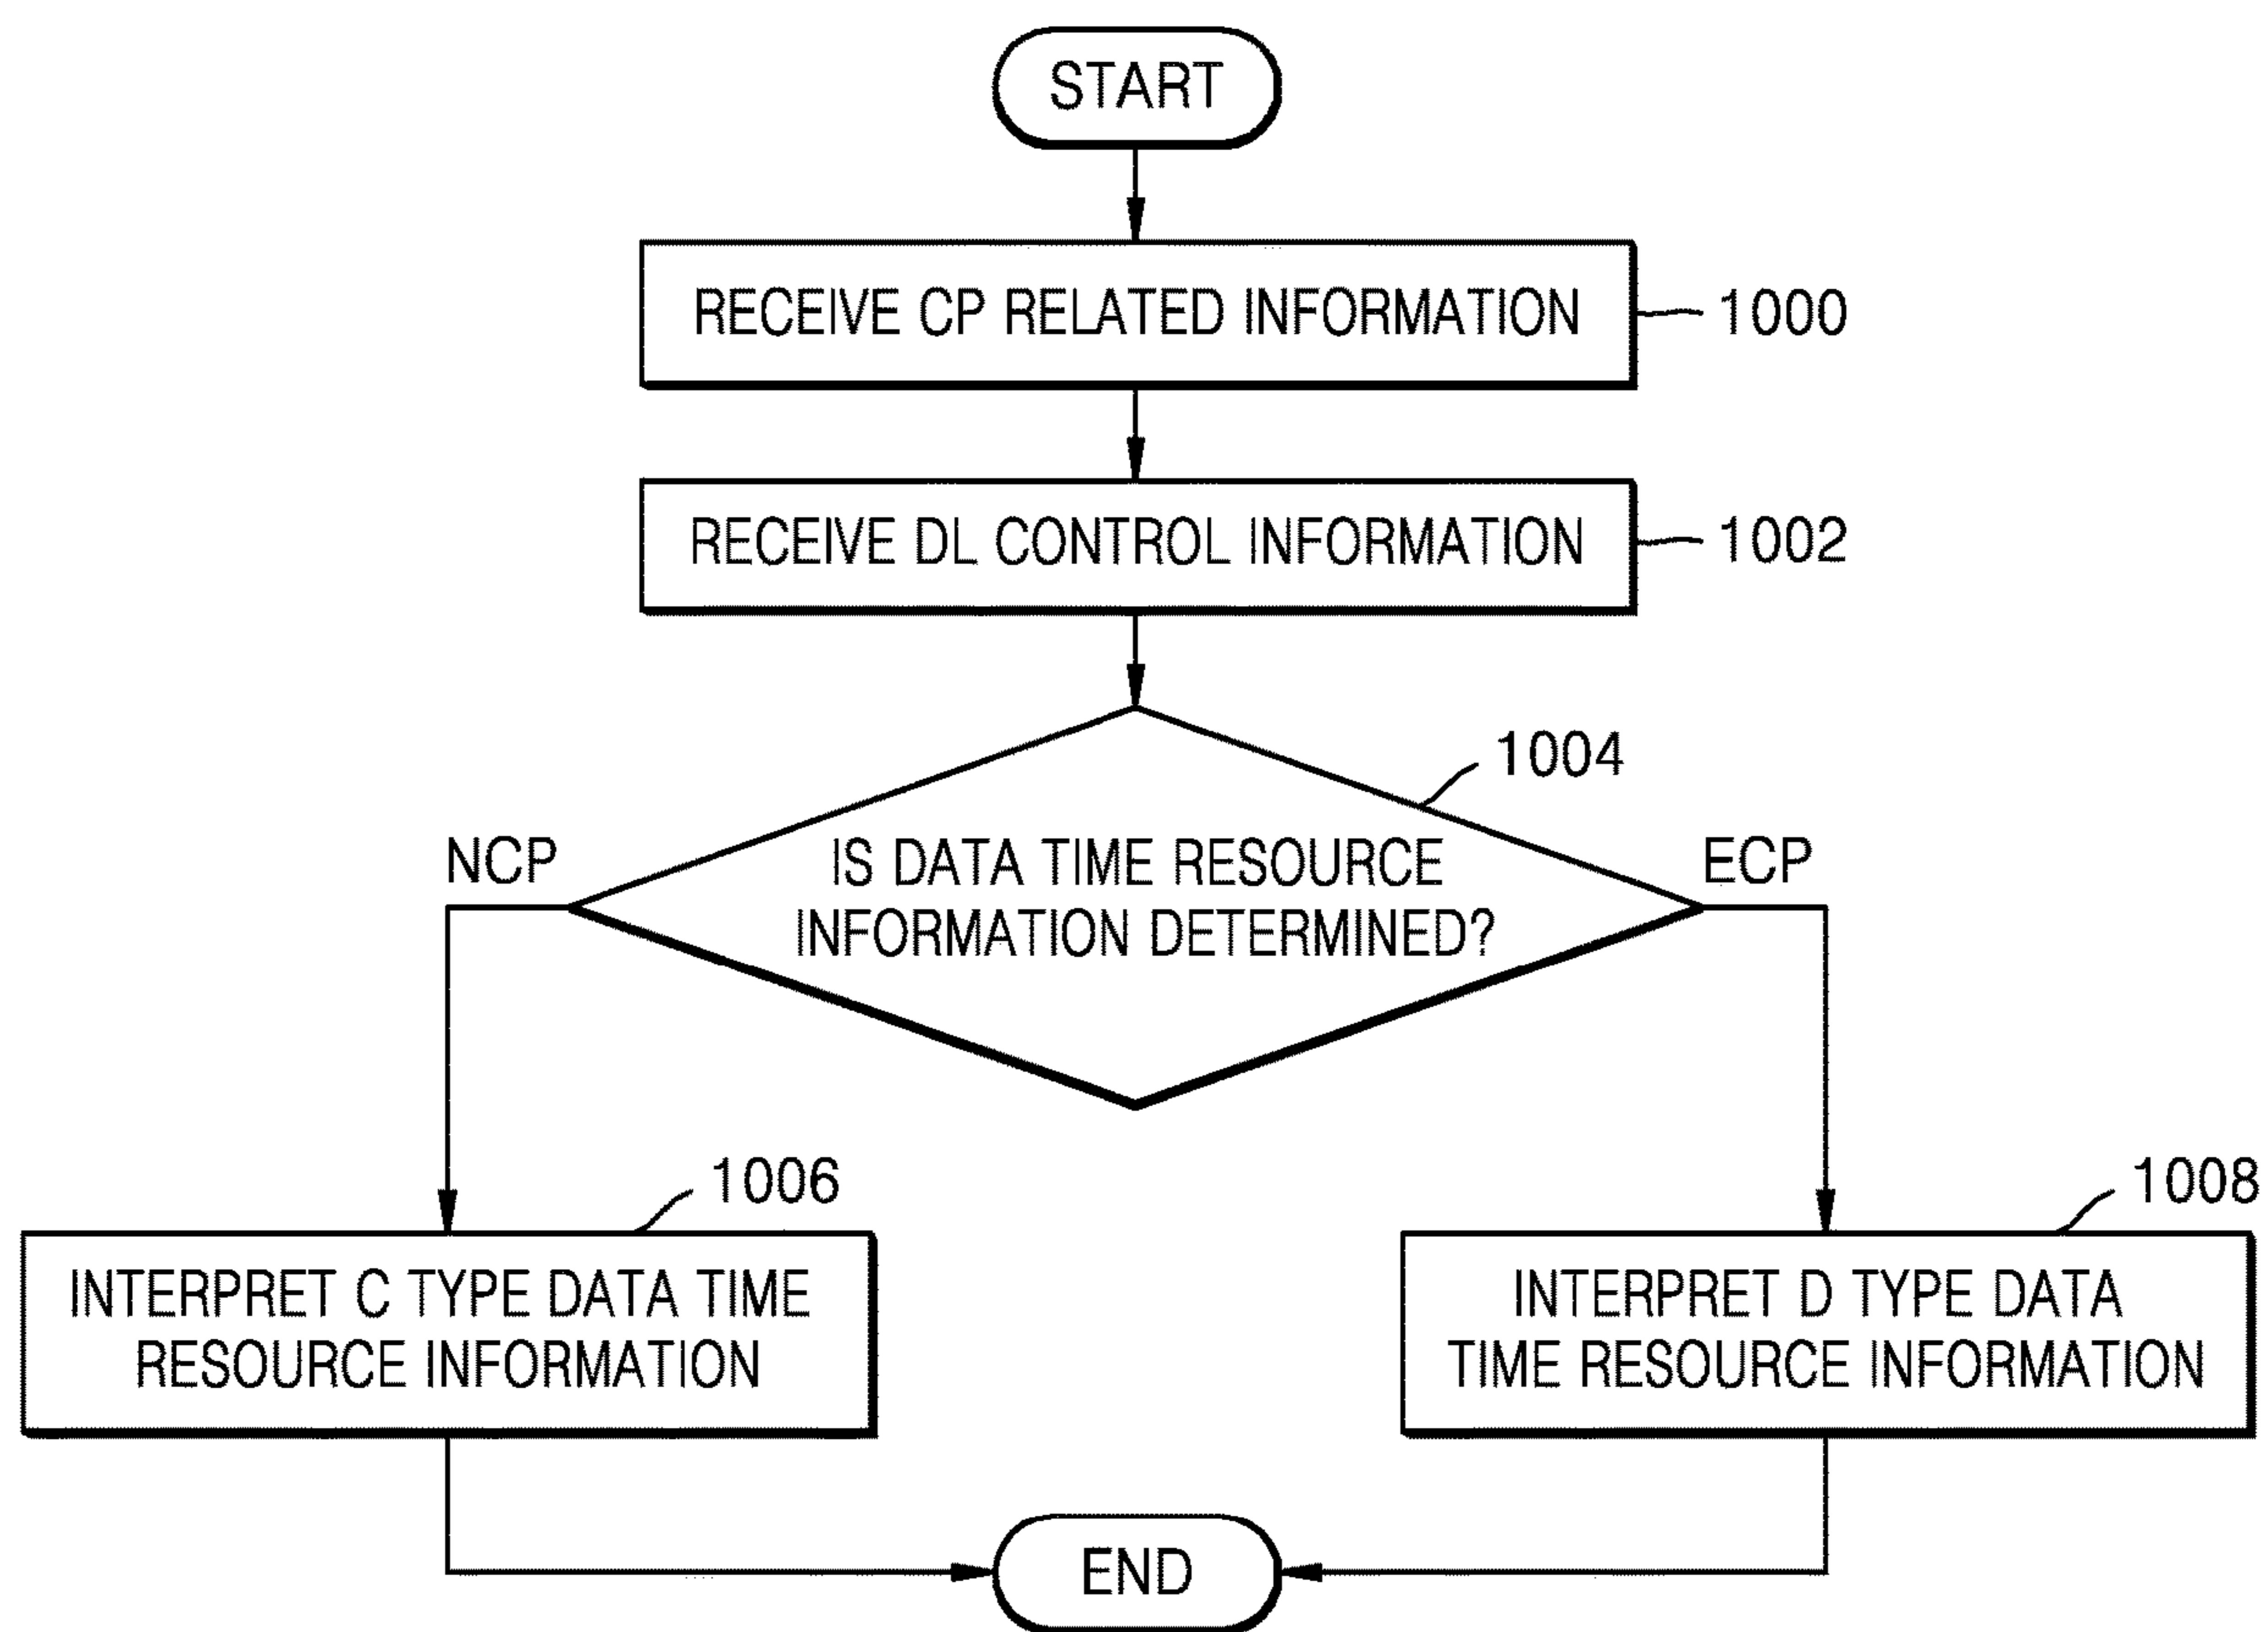 START
RECEIVE CP RELATED INFORMATION
1000
RECEIVE DL CONTROL INFORMATION
1002
1004
NCP
IS DATA TIME RESOURCE
INFORMATION DETERMINED?
ECP
1006
INTERPRET C TYPE DATA TIME
RESOURCE INFORMATION
1008
INTERPRET D TYPE DATA
TIME RESOURCE INFORMATION
END